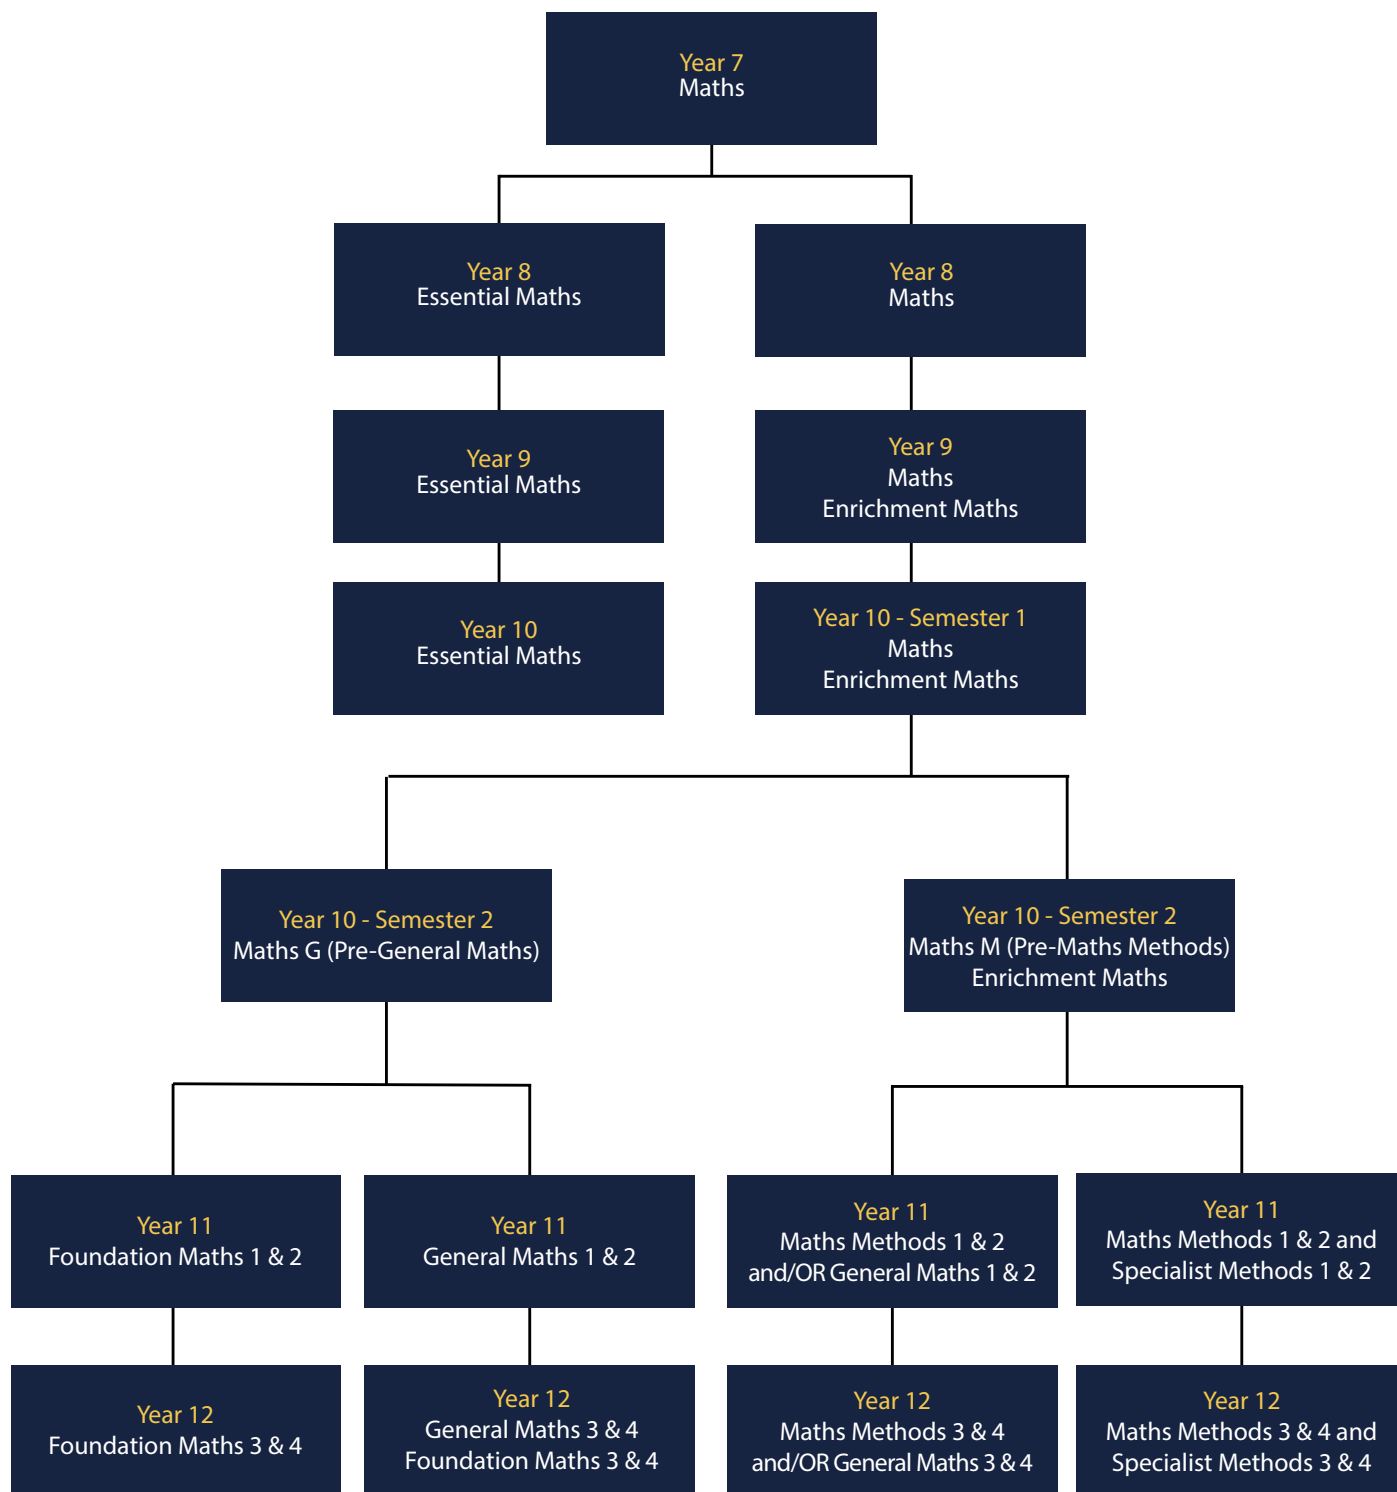 Year 7
Maths
Year 8
Essential Maths
Year 8
Maths
Year 9
Essential Maths
Year 9
Maths
Enrichment Maths
Year 10
Essential Maths
Year 10 - Semester 1
Maths
Enrichment Maths
Year 10 - Semester 2
Maths G (Pre-General Maths)
Year 10 - Semester 2
Maths M (Pre-Maths Methods)
Enrichment Maths
Year 11
Foundation Maths 1 & 2
Year 11
General Maths 1 & 2
Year 11
Maths Methods 1 & 2
and/OR General Maths 1 & 2
Year 11
Maths Methods 1 & 2 and
Specialist Methods 1 & 2
Year 12
Foundation Maths 3 & 4
Year 12
General Maths 3 & 4
Foundation Maths 3 & 4
Year 12
Maths Methods 3 & 4
and/OR General Maths 3 & 4
Year 12
Maths Methods 3 & 4 and
Specialist Methods 3 & 4